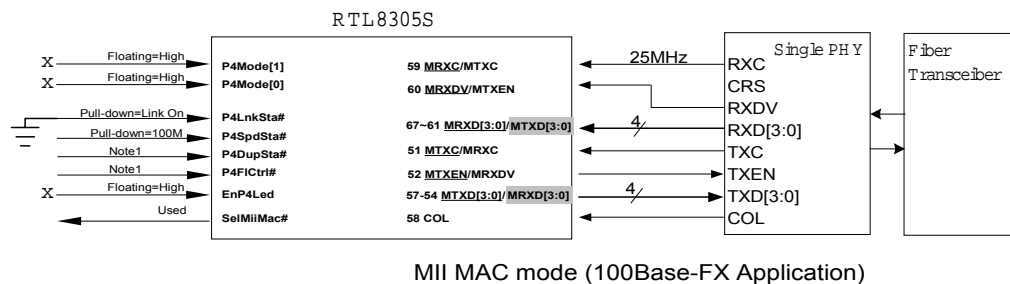 RTL8305S
X Floating=High P4Mode[1]
X Floating=High P4Mode[0]
Pull-down=Link On P4LnkSta#
Pull-down=100M P4SpdSta#
Note1 P4DupSta#
Note1 P4FlCtrl#
X Floating=High EnP4Led
Used SelMiiMac#
59 MRXC/MTXC
60 MRXDV/MTXEN
67~61 MRXD[3:0]/MTXD[3:0]
51 MTXC/MRXC
52 MTXEN/MRXDV
57-54 MTXD[3:0]/MRXD[3:0]
58 COL
25MHz
4
4
Single PHY
RXC
CRS
RXDV
RXD[3:0]
TXC
TXEN
TXD[3:0]
COL
Fiber
Transceiber
MII MAC mode (100Base-FX Application)